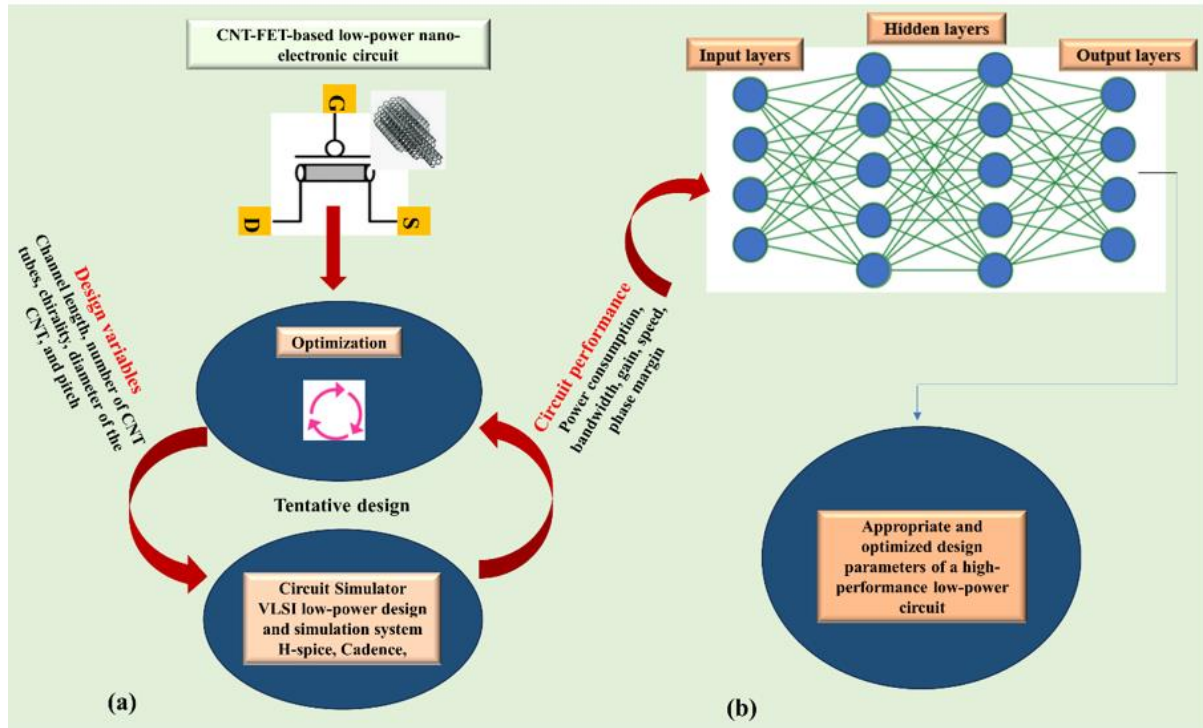 CNT-FET-based low-power nano-
electronic circuit
G
D
S
Design variables
Channel length, number of CNT
tubes, chirality, diameter of the
CNT, and pitch
Optimization
Tentative design
Circuit Simulator
VLSI low-power design
and simulation system
H-spice, Cadence,
(a)
Circuit performance
Power consumption,
bandwidth, gain, speed,
phase margin
Input layers
Hidden layers
Output layers
Appropriate and
optimized design
parameters of a high-
performance low-power
circuit
(b)